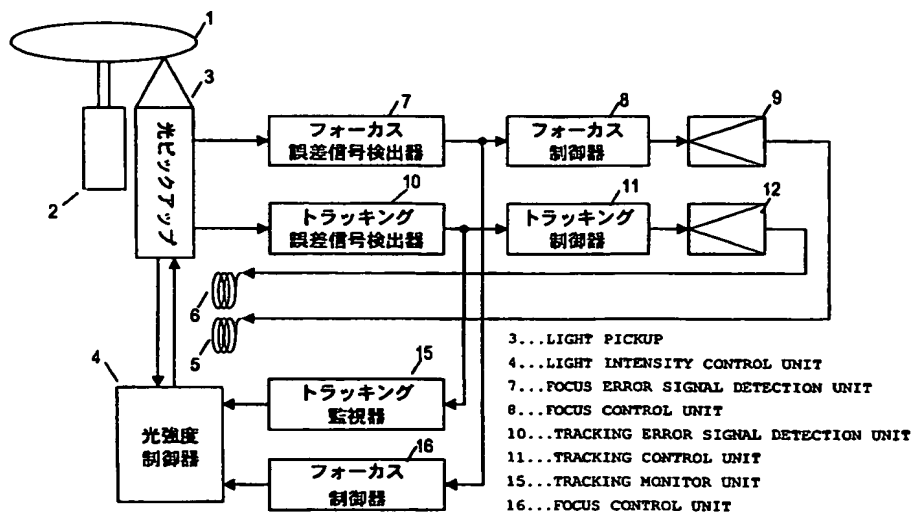 1
3
7
フォーカス
誤差信号検出器
8
フォーカス
制御器
9
光ピックアップ
2
10
トラッキング
誤差信号検出器
11
トラッキング
制御器
12
6
5
4
光強度
制御器
15
トラッキング
監視器
16
フォーカス
制御器
3...LIGHT PICKUP
4...LIGHT INTENSITY CONTROL UNIT
7...FOCUS ERROR SIGNAL DETECTION UNIT
8...FOCUS CONTROL UNIT
10...TRACKING ERROR SIGNAL DETECTION UNIT
11...TRACKING CONTROL UNIT
15...TRACKING MONITOR UNIT
16...FOCUS CONTROL UNIT